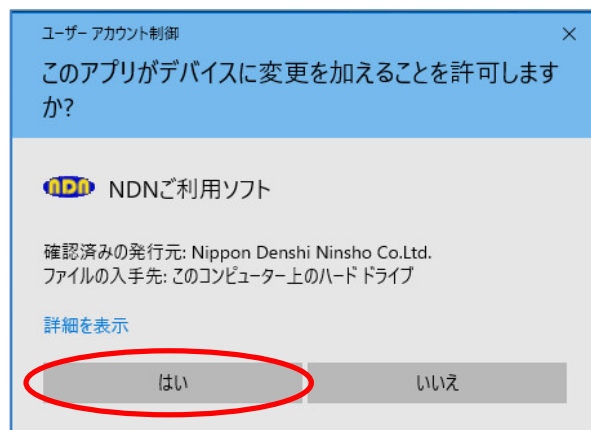 ユーザー アカウント制御
このアプリがデバイスに変更を加えることを許可します
か?
NDN NDNご利用ソフト
確認済みの発行元: Nippon Denshi Ninsho Co.Ltd.
ファイルの入手先: このコンピューター上のハード ドライブ
詳細を表示
はい いいえ